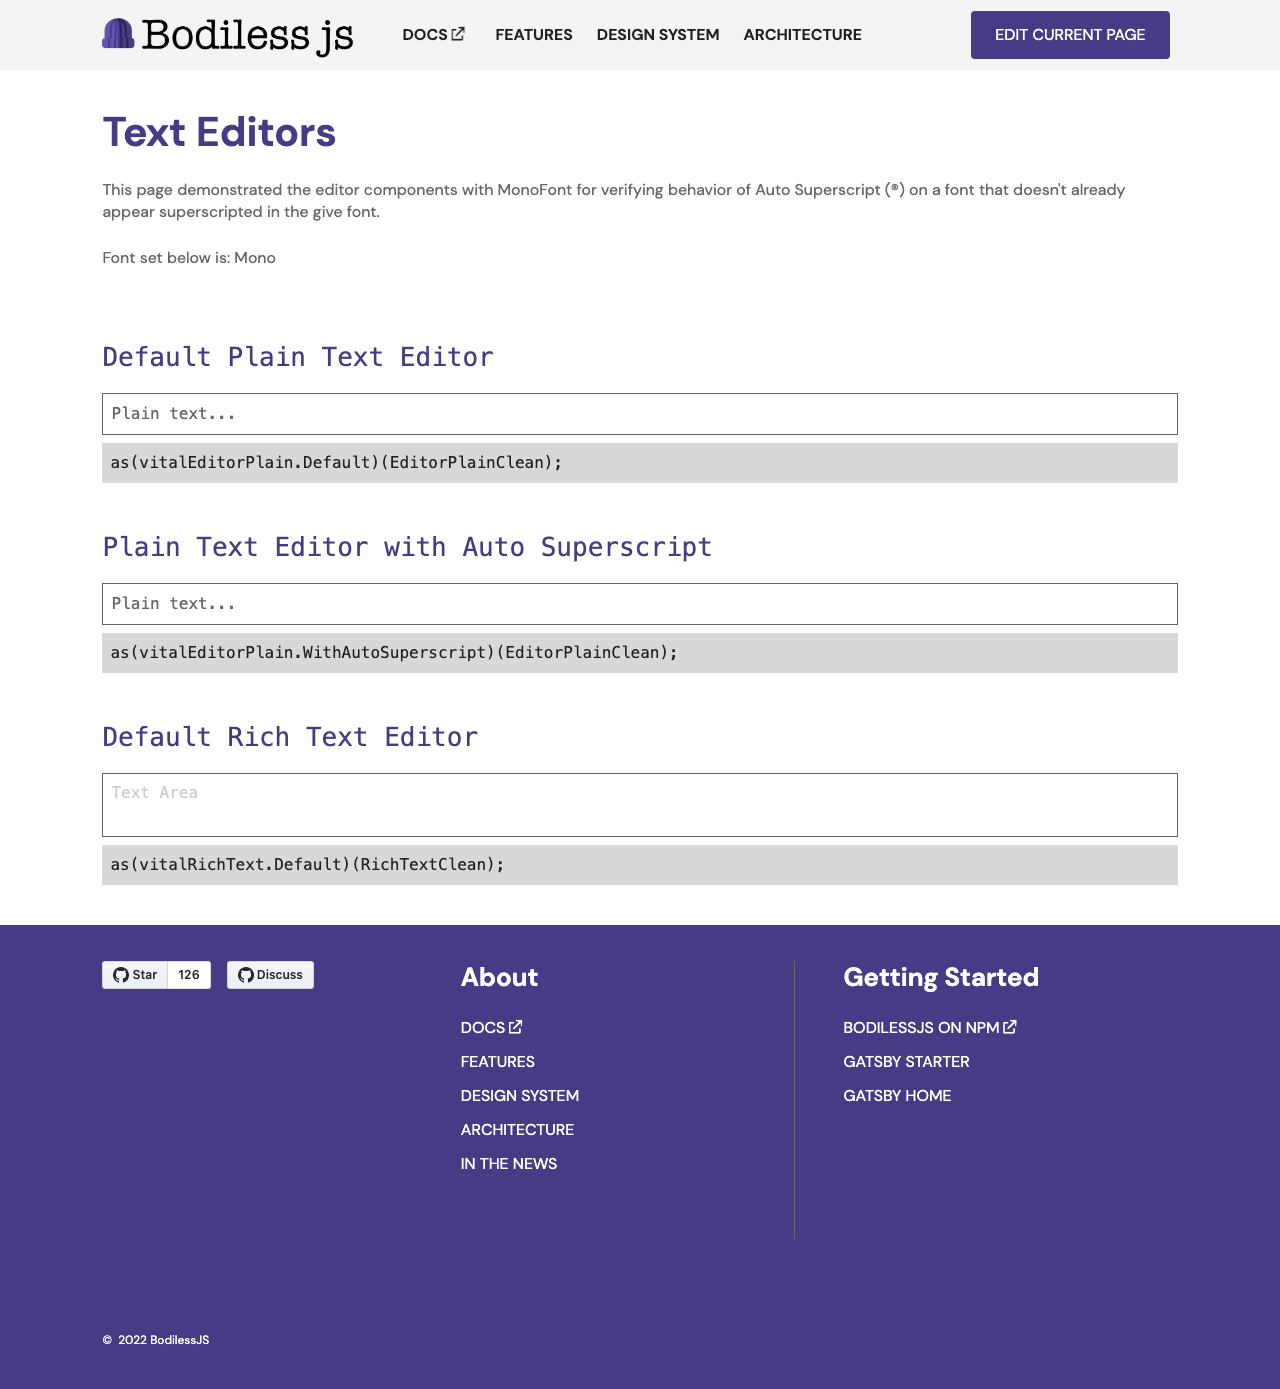 Bodiless js
DOCS
FEATURES
DESIGN SYSTEM
ARCHITECTURE
EDIT CURRENT PAGE
Text Editors
This page demonstrated the editor components with MonoFont for verifying behavior of Auto Superscript (®) on a font that doesn't already
appear superscripted in the give font.
Font set below is: Mono
Default Plain Text Editor
Plain text...
as(vitalEditorPlain.Default)(EditorPlainClean);
Plain Text Editor with Auto Superscript
Plain text...
as(vitalEditorPlain.WithAutoSuperscript)(EditorPlainClean);
Default Rich Text Editor
Text Area
as(vitalRichText.Default)(RichTextClean);
Star
126
Discuss
About
DOCS
FEATURES
DESIGN SYSTEM
ARCHITECTURE
IN THE NEWS
Getting Started
BODILESSJS ON NPM
GATSBY STARTER
GATSBY HOME
© 2022 BodilessJS